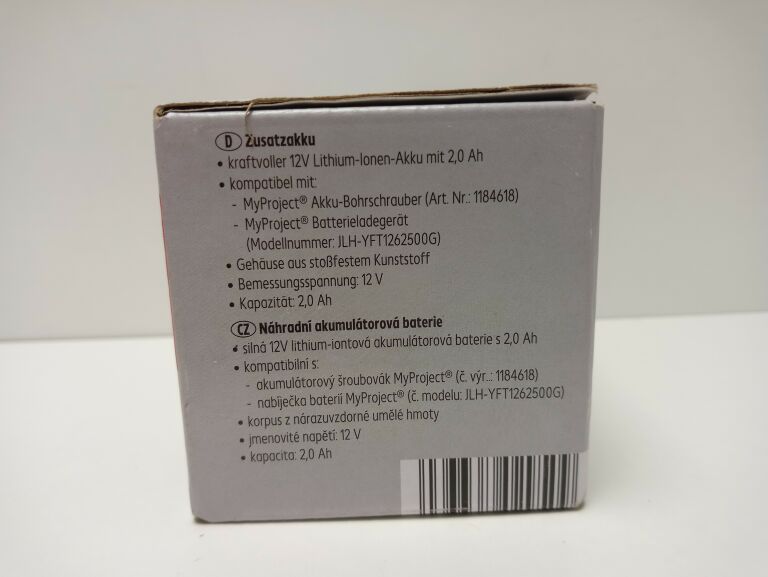 D Zusatzakku
• kraftvoller 12V Lithium-Ionen-Akku mit 2,0 Ah
• kompatibel mit:
- MyProject® Akku-Bohrschrauber (Art. Nr.: 1184618)
- MyProject® Batterieladegerät
(Modellnummer: JLH-YFT1262500G)
• Gehäuse aus stoßfestem Kunststoff
• Bemessungsspannung: 12 V
• Kapazität: 2,0 Ah
CZ Náhradní akumulátorová baterie
• silná 12V lithium-iontová akumulátorová baterie s 2,0 Ah
• kompatibilní s:
- akumulátorový šroubovák MyProject® (č. výr.: 1184618)
- nabíječka baterií MyProject® (č. modelu: JLH-YFT1262500G)
• korpus z nárazuvzdorné umělé hmoty
• jmenovité napětí: 12 V
• kapacita: 2,0 Ah